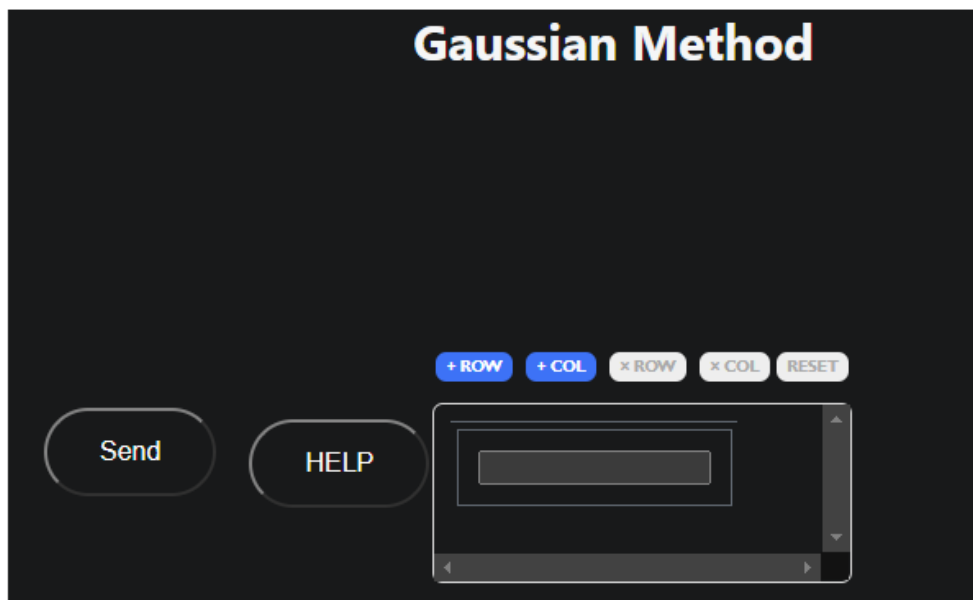 Gaussian Method
+ ROW + COL × ROW × COL RESET
Send HELP